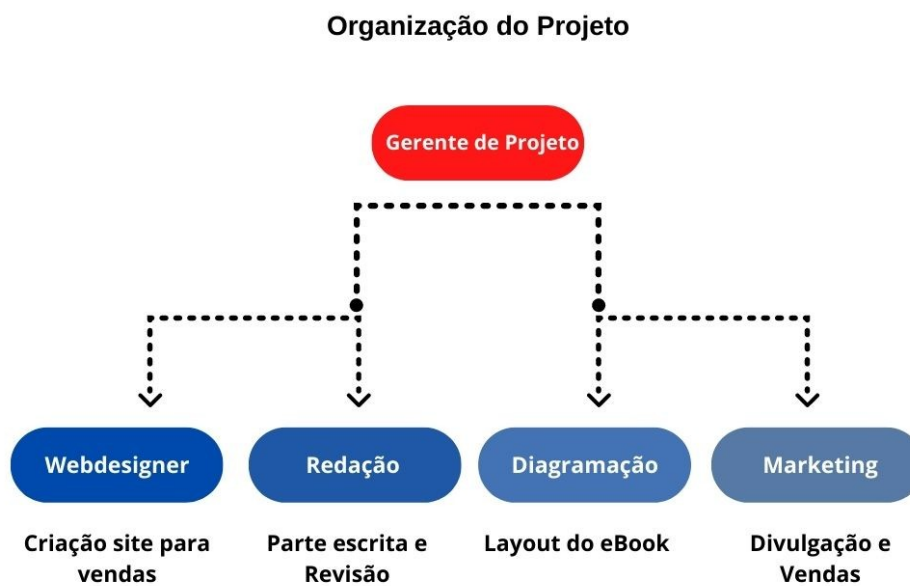 Organização do Projeto
Gerente de Projeto
Webdesigner
Redação
Diagramação
Marketing
Criação site para
vendas
Parte escrita e
Revisão
Layout do eBook
Divulgação e
Vendas